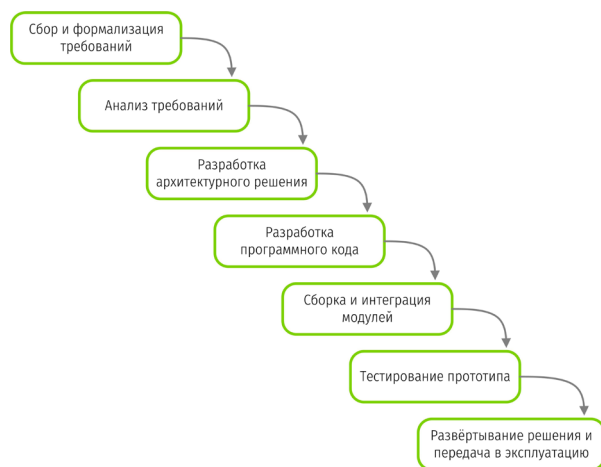 Сбор и формализация
требований
Анализ требований
Разработка
архитектурного решения
Разработка
программного кода
Сборка и интеграция
модулей
Тестирование прототипа
Развёртывание решения и
передача в эксплуатацию